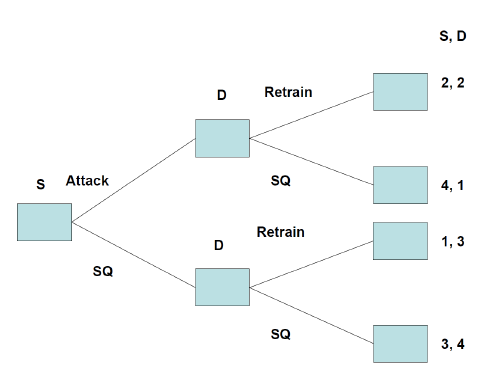 S, D
2, 2
D
Retrain
S
Attack
SQ
4, 1
D
Retrain
1, 3
SQ
SQ
3, 4